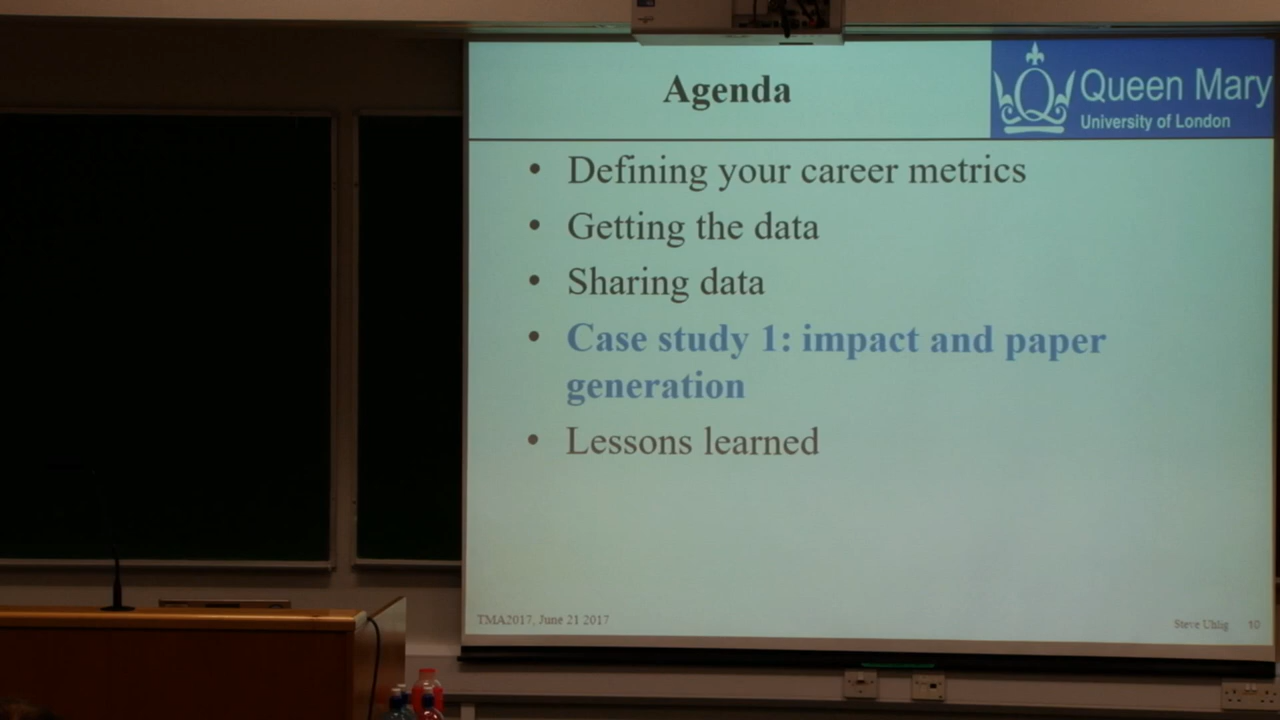 Agenda
Queen Mary
University of London
• Defining your career metrics
• Getting the data
• Sharing data
• Case study 1: impact and paper
generation
• Lessons learned
TMA2017, June 21 2017
Steve Uhlig 10